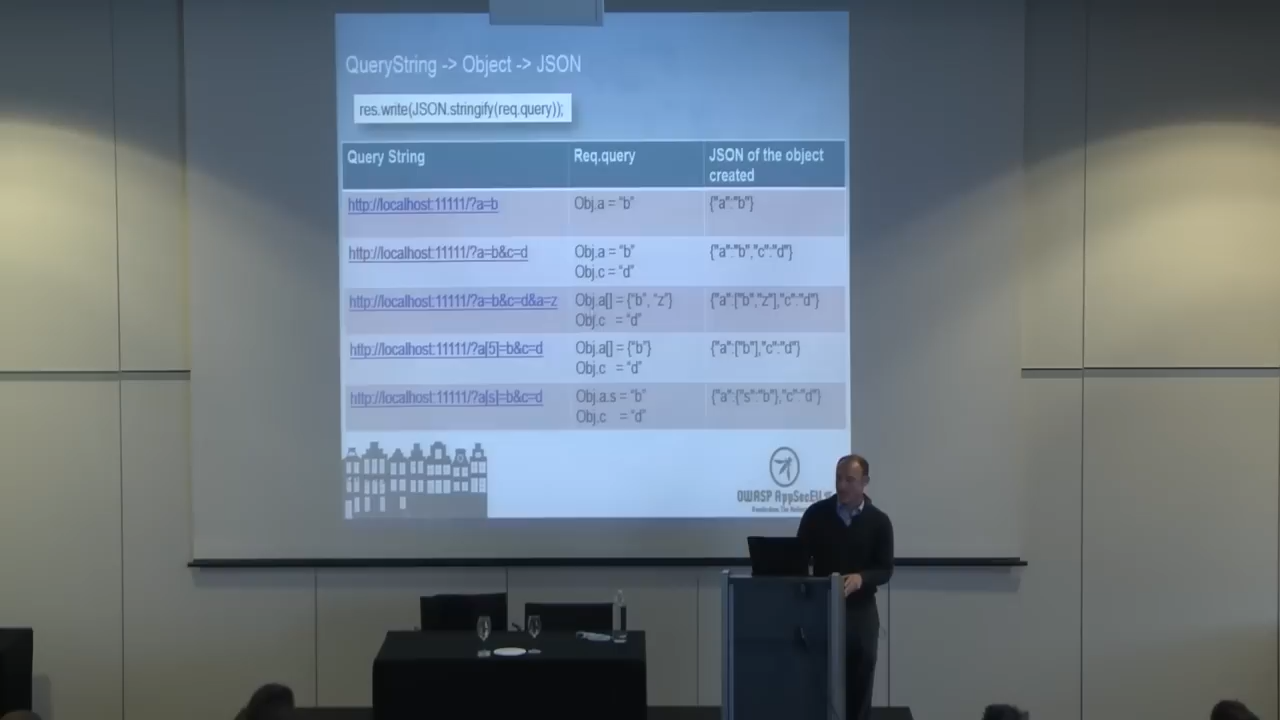 QueryString -> Object -> JSON
res.write(JSON.stringify(req.query));
Query String Req.query JSON of the object created
http://localhost:11111/?a=b Obj.a = "b" {"a":"b"}
http://localhost:11111/?a=b&c=d Obj.a = "b" {"a":"b","c":"d"}
Obj.c = "d"
http://localhost:11111/?a=b&c=d&a=z Obj.a[] = {"b", "z"} {"a":["b","z"],"c":"d"}
Obj.c = "d"
http://localhost:11111/?a[5]=b&c=d Obj.a[] = {"b"} {"a":["b"],"c":"d"}
Obj.c = "d"
http://localhost:11111/?a[s]=b&c=d Obj.a.s = "b" {"a":{"s":"b"},"c":"d"}
Obj.c = "d"
OWASP AppSecEU